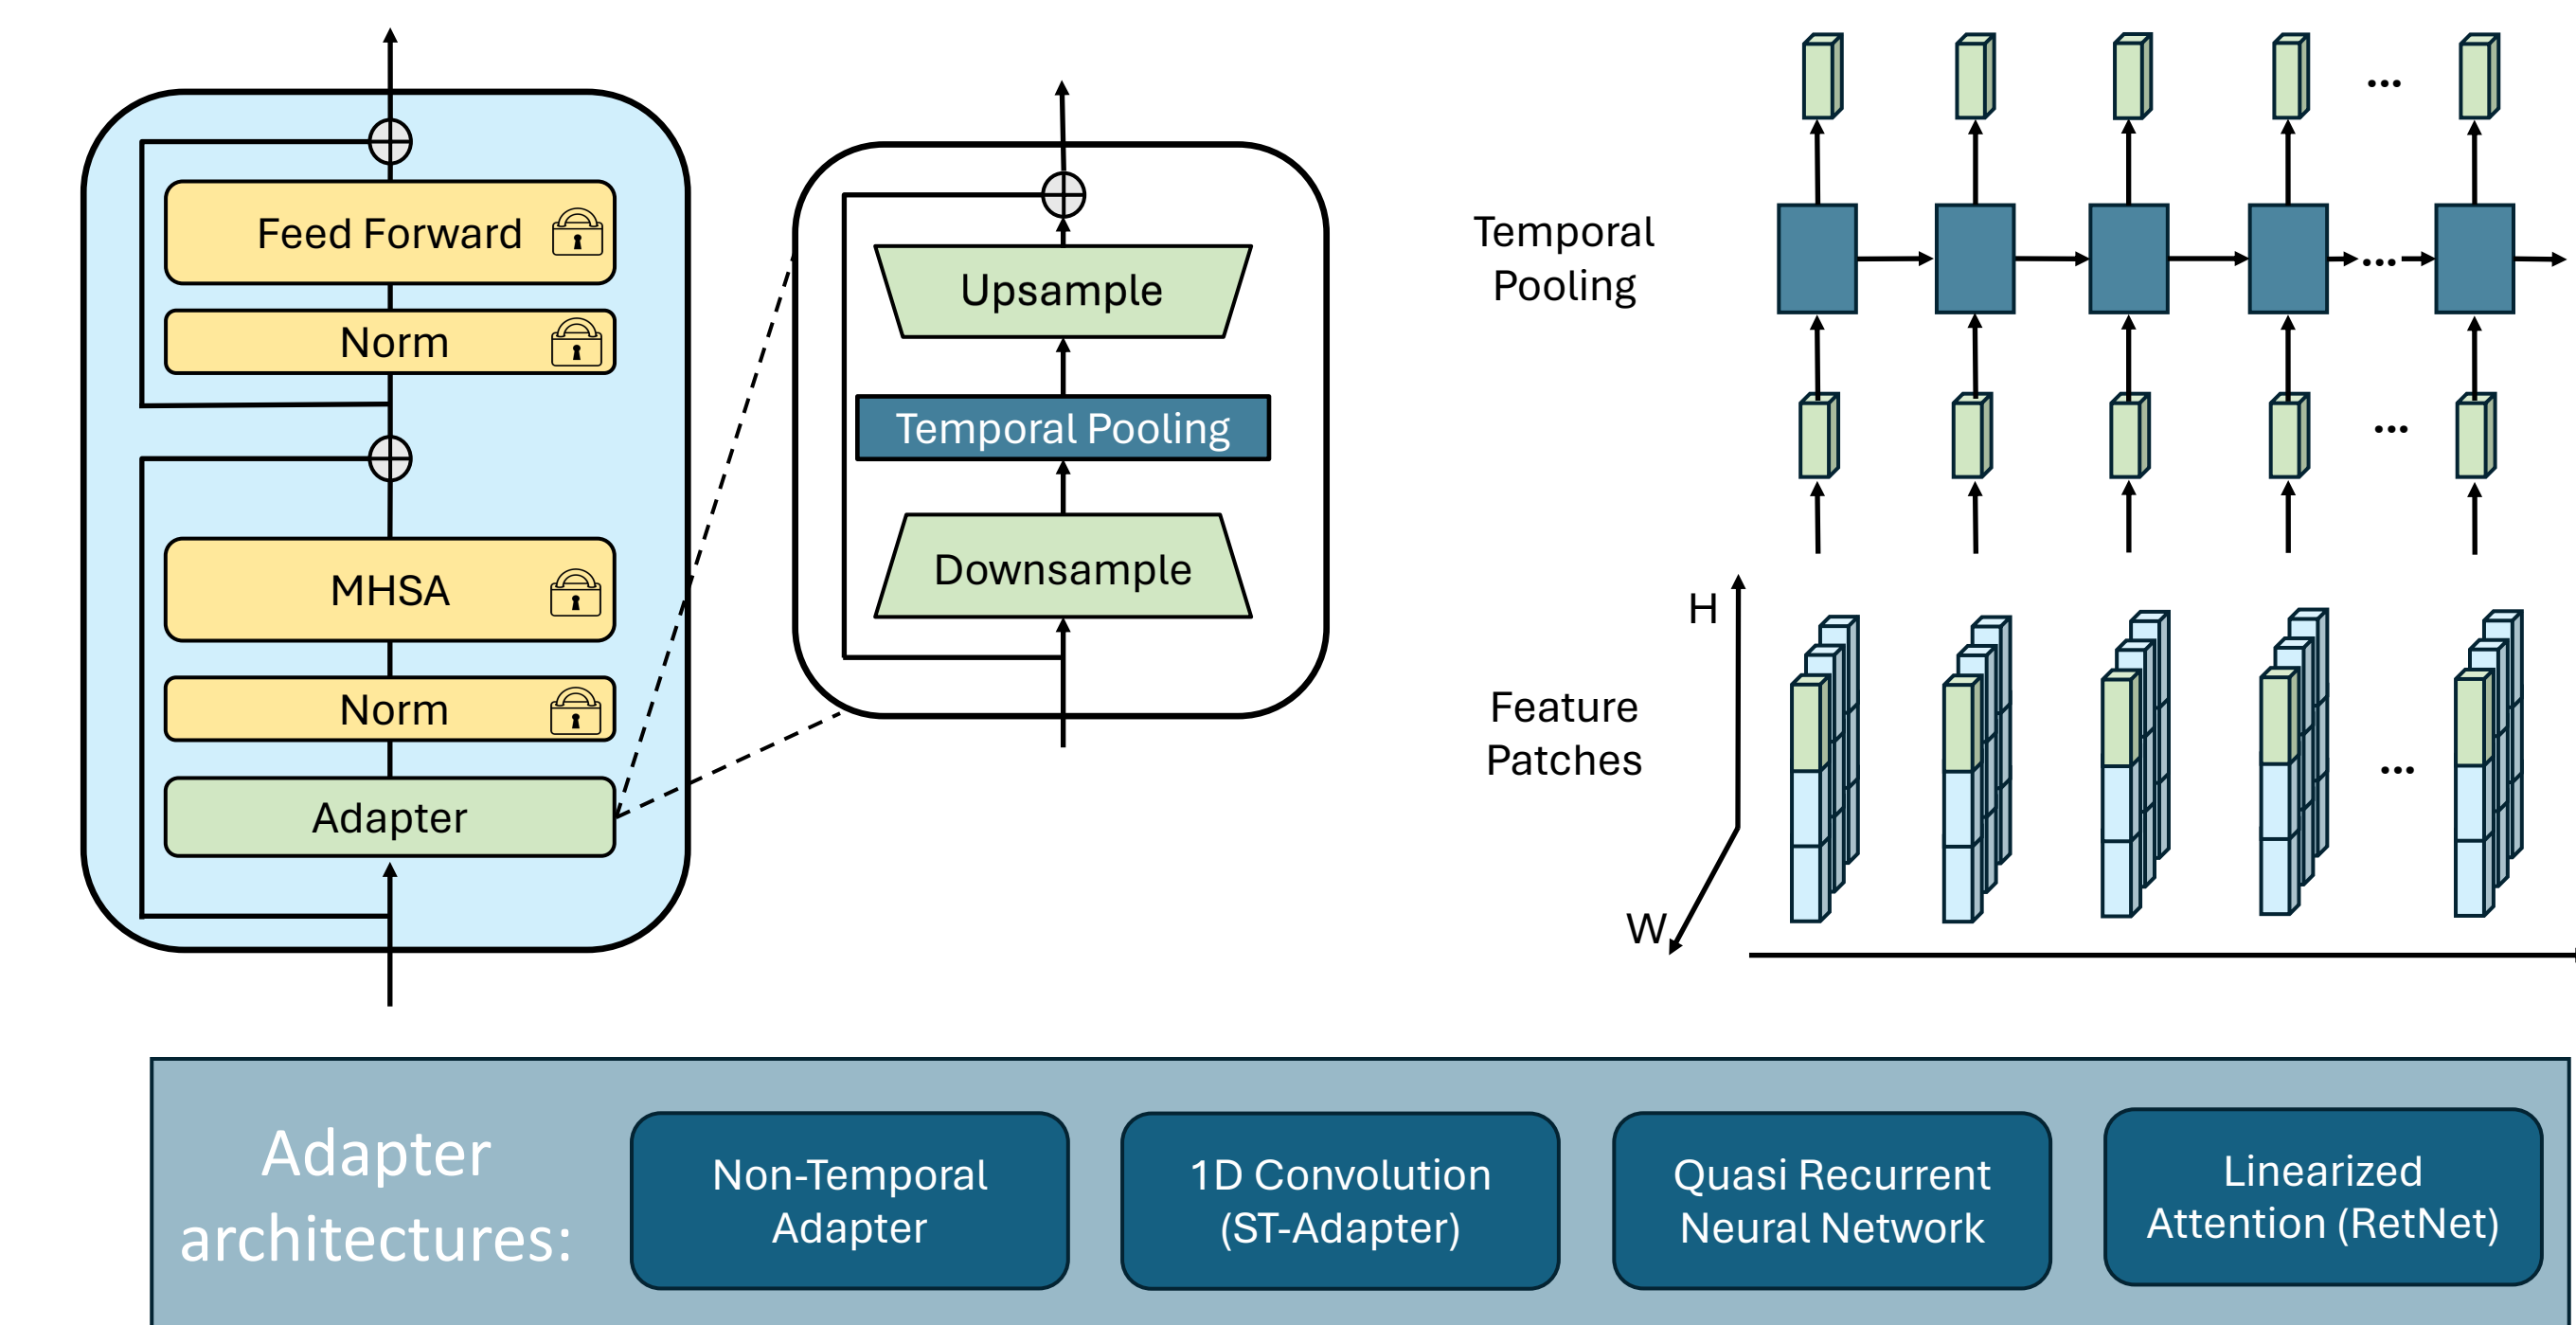 Feed Forward
Norm
MHSA
Norm
Adapter
Upsample
Temporal Pooling
Downsample
Temporal
Pooling
...
...
...
H
Feature
Patches
...
W
Adapter
architectures:
Non-Temporal
Adapter
1D Convolution
(ST-Adapter)
Quasi Recurrent
Neural Network
Linearized
Attention (RetNet)